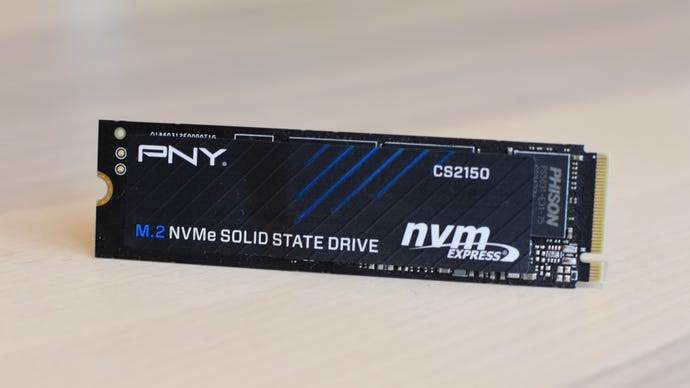 PNY
CS2150
PHISON
M.2 NVMe SOLID STATE DRIVE
nvm
EXPRESS